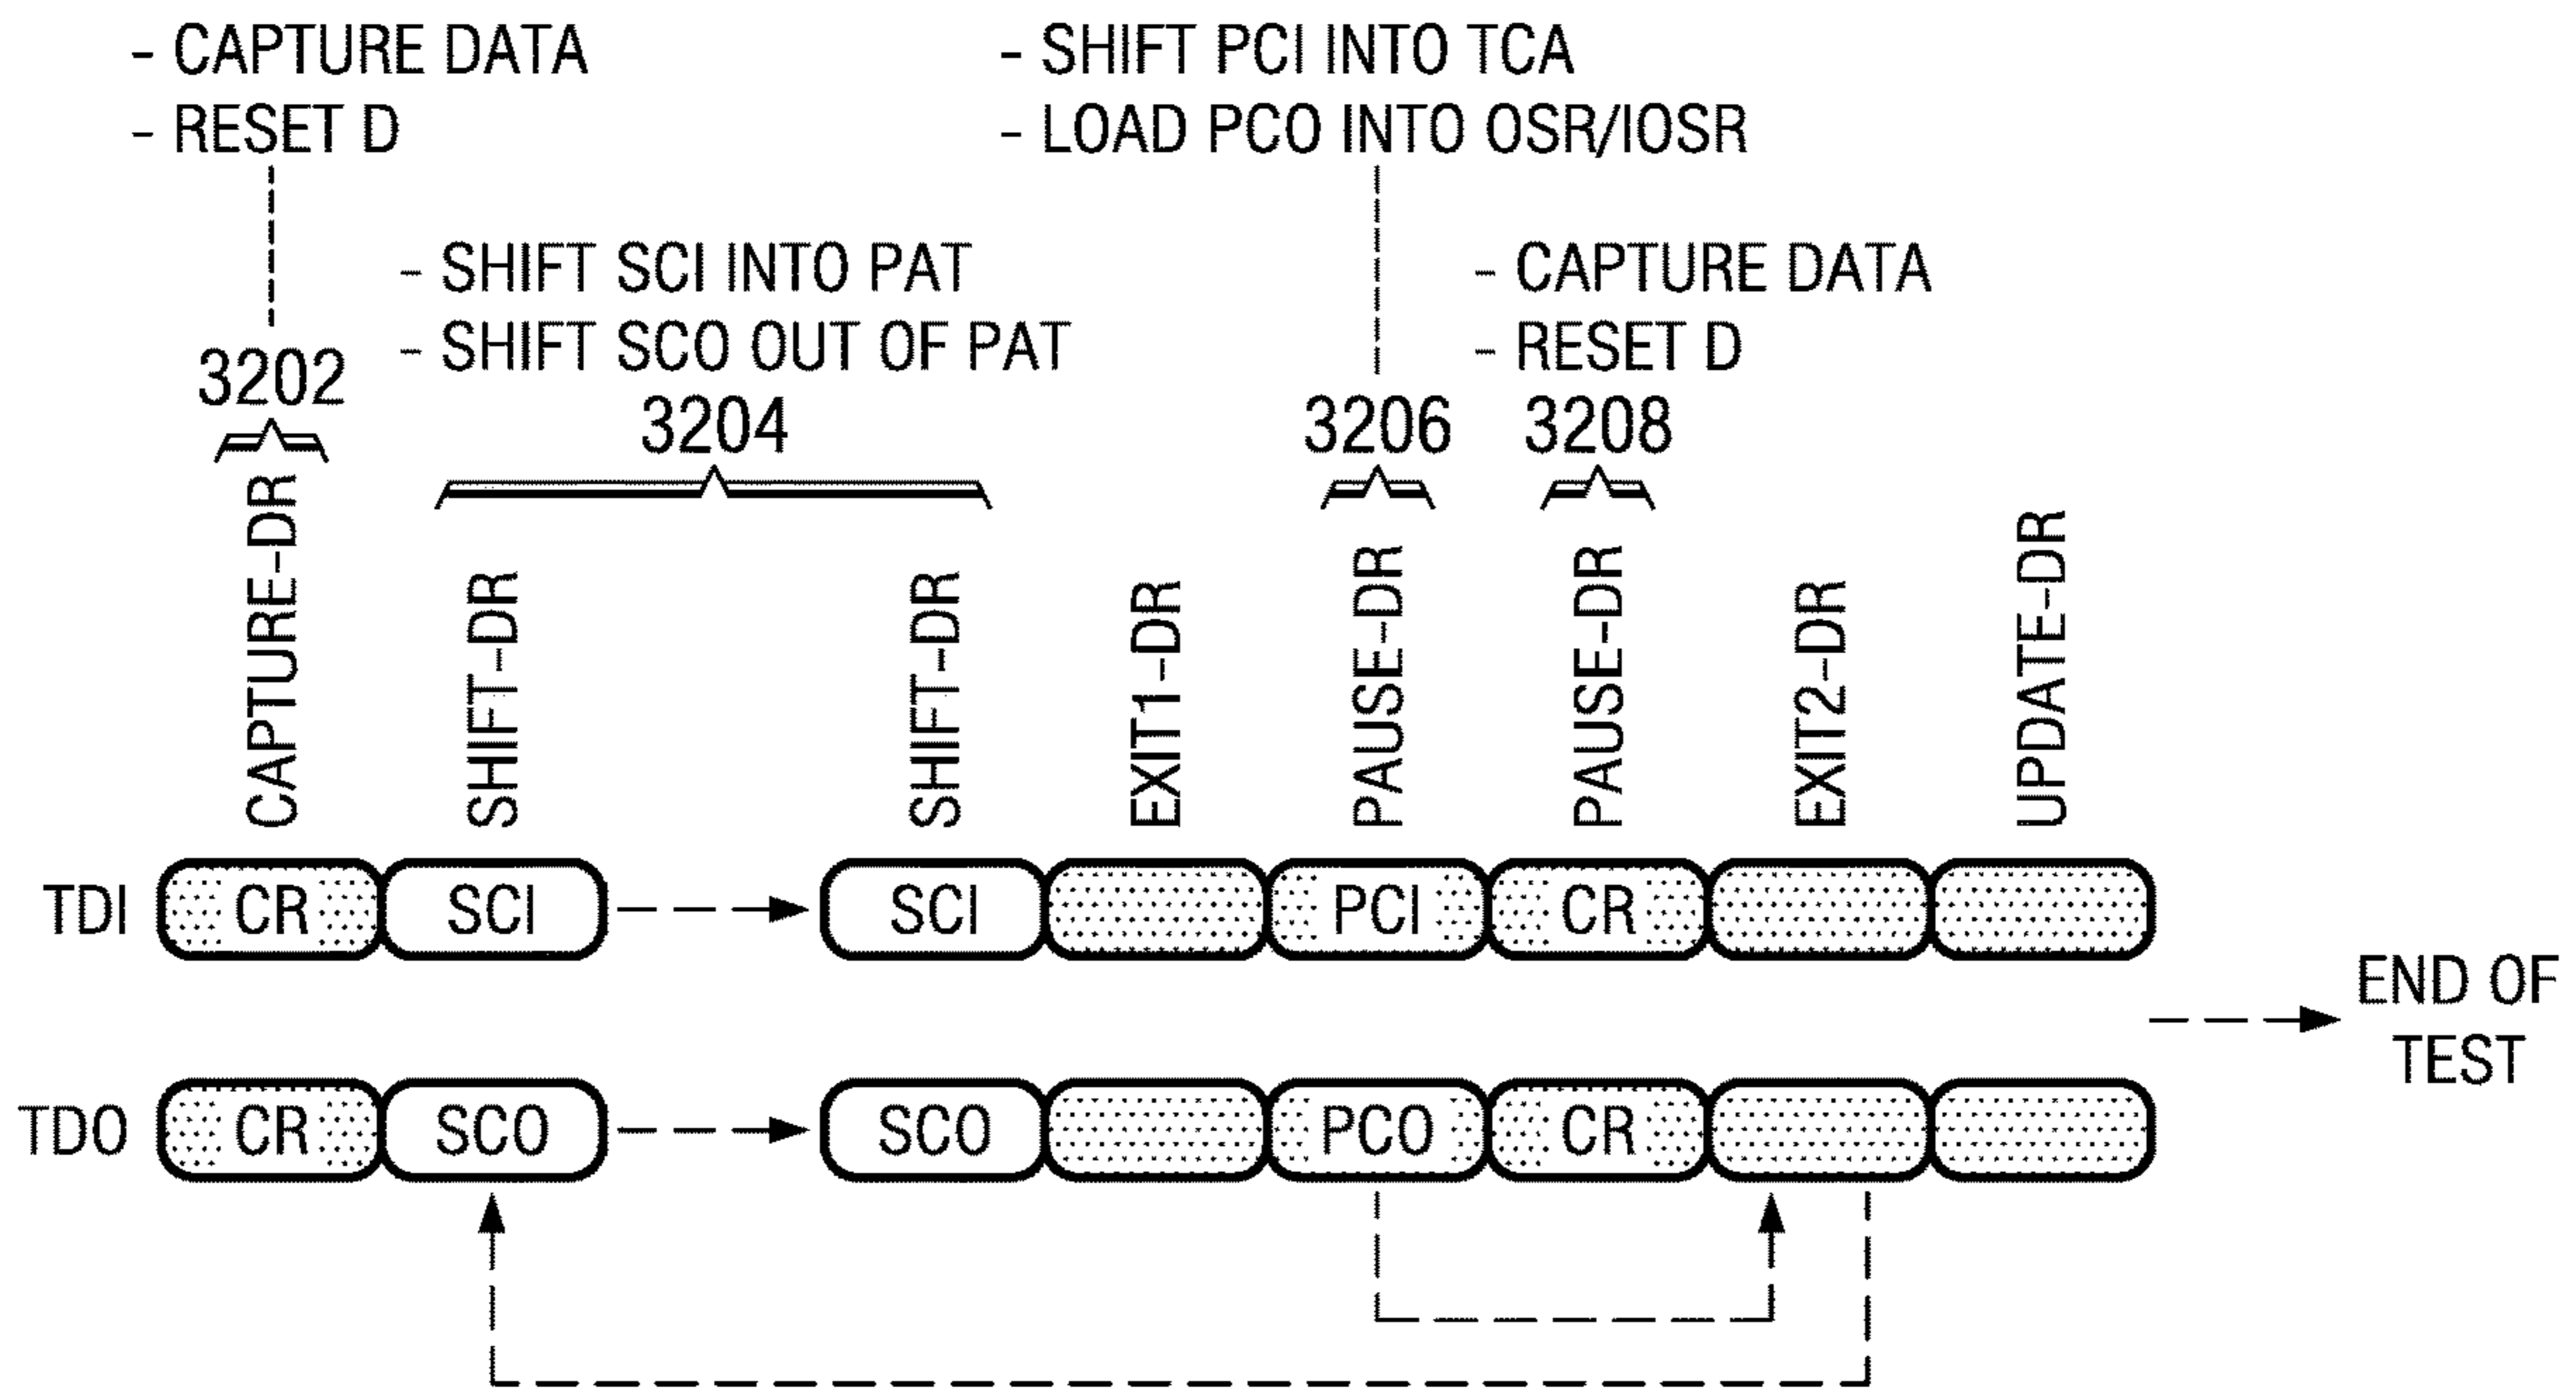 - CAPTURE DATA
- RESET D
- SHIFT PCI INTO TCA
- LOAD PCO INTO OSR/IOSR
- SHIFT SCI INTO PAT
- SHIFT SCO OUT OF PAT
- CAPTURE DATA
- RESET D
3202
3204
3206
3208
CAPTURE-DR
SHIFT-DR
SHIFT-DR
EXIT1-DR
PAUSE-DR
PAUSE-DR
EXIT2-DR
UPDATE-DR
TDI CR SCI SCI PCI CR
END OF
TEST
TDO CR SCO SCO PCO CR